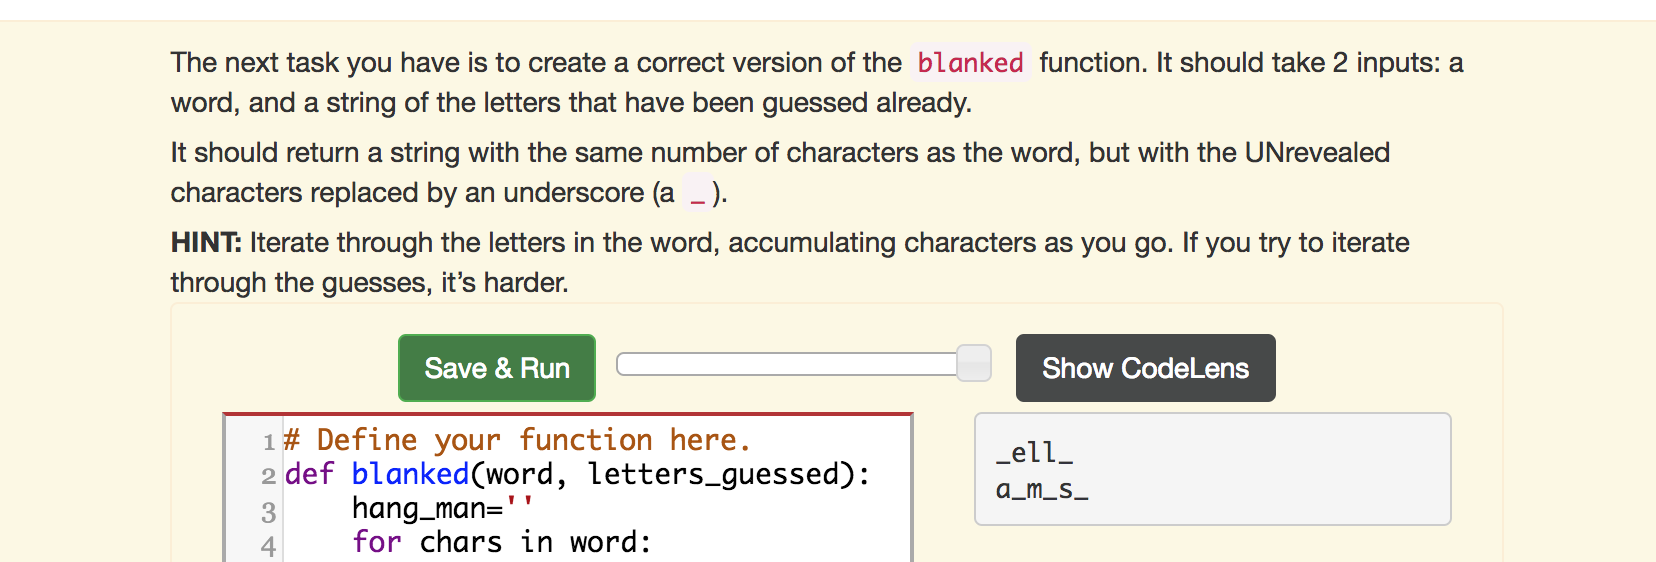 The next task you have is to create a correct version of the blanked function. It should take 2 inputs: a
word, and a string of the letters that have been guessed already.
It should return a string with the same number of characters as the word, but with the UNrevealed
characters replaced by an underscore (a _ ).
HINT: Iterate through the letters in the word, accumulating characters as you go. If you try to iterate
through the guesses, it's harder.
Save & Run
Show CodeLens
1 # Define your function here.
2 def blanked(word, letters_guessed):
3     hang_man=''
4     for chars in word:
_ell_
a_m_s_